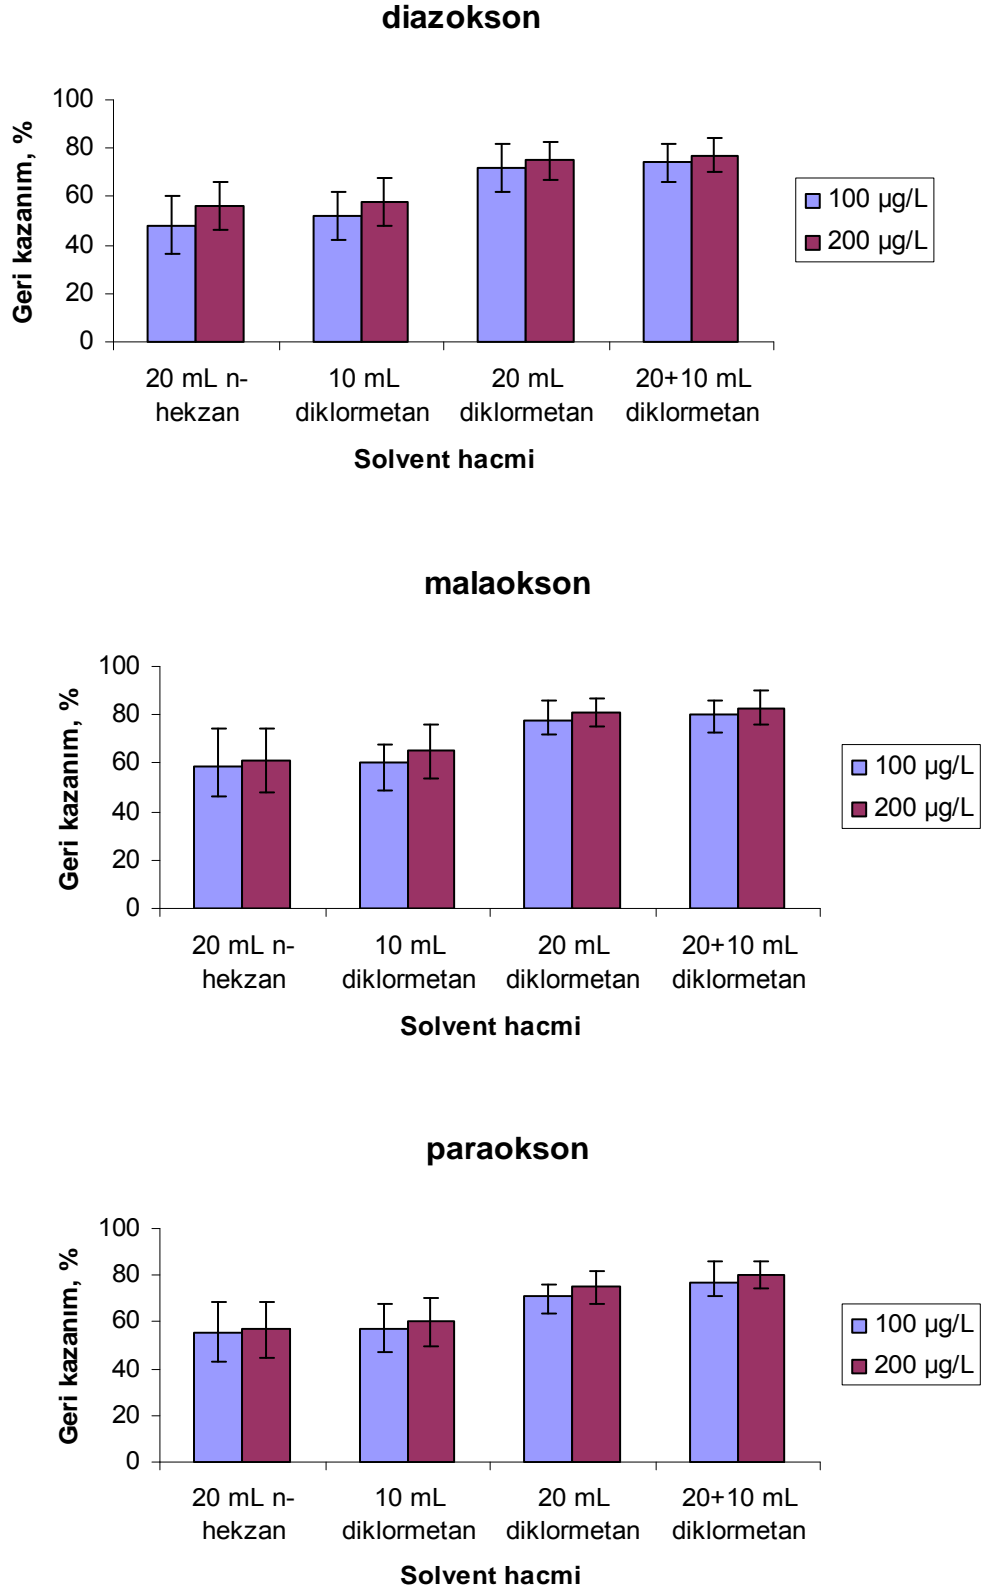 diazokson
Geri kazanım, %
100
80
60
40
20
0
100 µg/L
200 µg/L
20 mL n-
hekzan
10 mL
diklormetan
20 mL
diklormetan
20+10 mL
diklormetan
Solvent hacmi
malaokson
Geri kazanım, %
100
80
60
40
20
0
100 µg/L
200 µg/L
20 mL n-
hekzan
10 mL
diklormetan
20 mL
diklormetan
20+10 mL
diklormetan
Solvent hacmi
paraokson
Geri kazanım, %
100
80
60
40
20
0
100 µg/L
200 µg/L
20 mL n-
hekzan
10 mL
diklormetan
20 mL
diklormetan
20+10 mL
diklormetan
Solvent hacmi